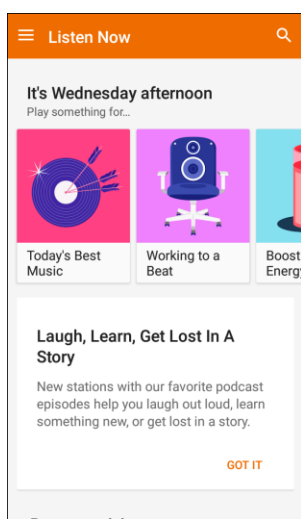 Listen Now
It's Wednesday afternoon
Play something for…
Today's Best
Music
Working to a
Beat
Boost
Energy
Laugh, Learn, Get Lost In A
Story
New stations with our favorite podcast
episodes help you laugh out loud, learn
something new, or get lost in a story.
GOT IT